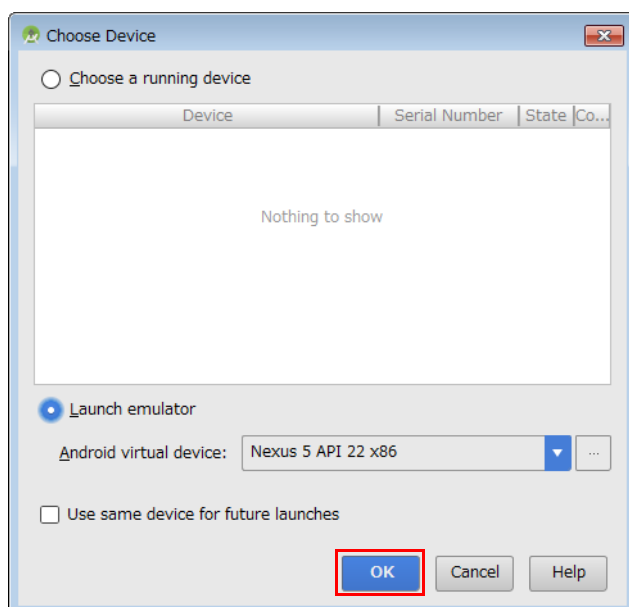 Choose Device
Choose a running device
Device Serial Number State Co...
Nothing to show
Launch emulator
Android virtual device: Nexus 5 API 22 x86 ...
Use same device for future launches
OK Cancel Help